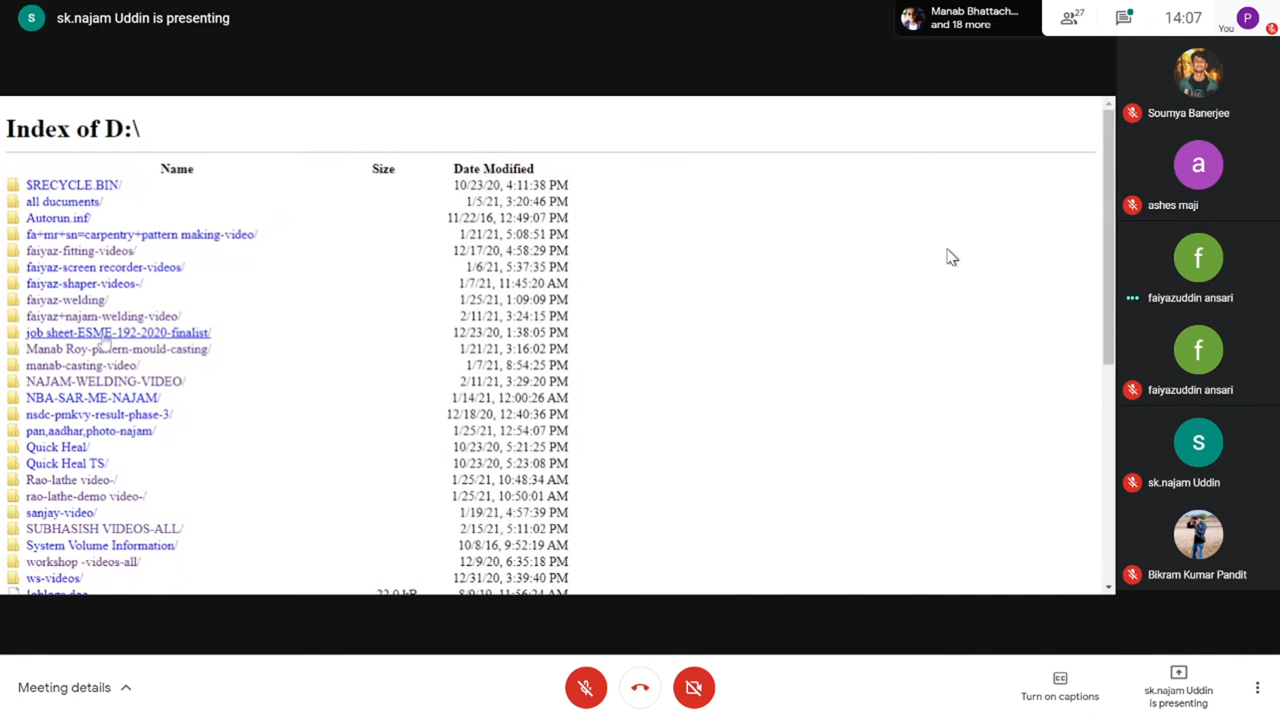 S sk.najam Uddin is presenting
Manab Bhattach...
and 18 more
27
14:07
You
P
Index of D:\
Name Size Date Modified
$RECYCLE.BIN/ 10/23/20, 4:11:38 PM
all ducuments/ 1/5/21, 3:20:46 PM
Autorun.inf/ 11/22/16, 12:49:07 PM
fa+mr+sn=carpentry+pattern making-video/ 1/21/21, 5:08:51 PM
faiyaz-fitting-videos/ 12/17/20, 4:58:29 PM
faiyaz-screen recorder-videos/ 1/6/21, 5:37:35 PM
faiyaz-shaper-videos-/ 1/7/21, 11:45:20 AM
faiyaz-welding/ 1/25/21, 1:09:09 PM
faiyaz+najam-welding-video/ 2/11/21, 3:24:15 PM
job sheet-ESME-192-2020-finalist/ 12/23/20, 1:38:05 PM
Manab Roy-pattern-mould-casting/ 1/21/21, 3:16:02 PM
manab-casting-video/ 1/7/21, 8:54:25 PM
NAJAM-WELDING-VIDEO/ 2/11/21, 3:29:20 PM
NBA-SAR-ME-NAJAM/ 1/14/21, 12:00:26 AM
nsdc-pmkvy-result-phase-3/ 12/18/20, 12:40:36 PM
pan,aadhar,photo-najam/ 1/25/21, 12:54:07 PM
Quick Heal/ 10/23/20, 5:21:25 PM
Quick Heal TS/ 10/23/20, 5:23:08 PM
Rao-lathe video-/ 1/25/21, 10:48:34 AM
rao-lathe-demo video-/ 1/25/21, 10:50:01 AM
sanjay-video/ 1/19/21, 4:57:39 PM
SUBHASISH VIDEOS-ALL/ 2/15/21, 5:11:02 PM
System Volume Information/ 10/8/16, 9:52:19 AM
workshop -videos-all/ 12/9/20, 6:35:18 PM
ws-videos/ 12/31/20, 3:39:40 PM
Soumya Banerjee
a
ashes maji
f
faiyazuddin ansari
f
faiyazuddin ansari
S
sk.najam Uddin
Bikram Kumar Pandit
Meeting details
CC
Turn on captions
sk.najam Uddin
is presenting